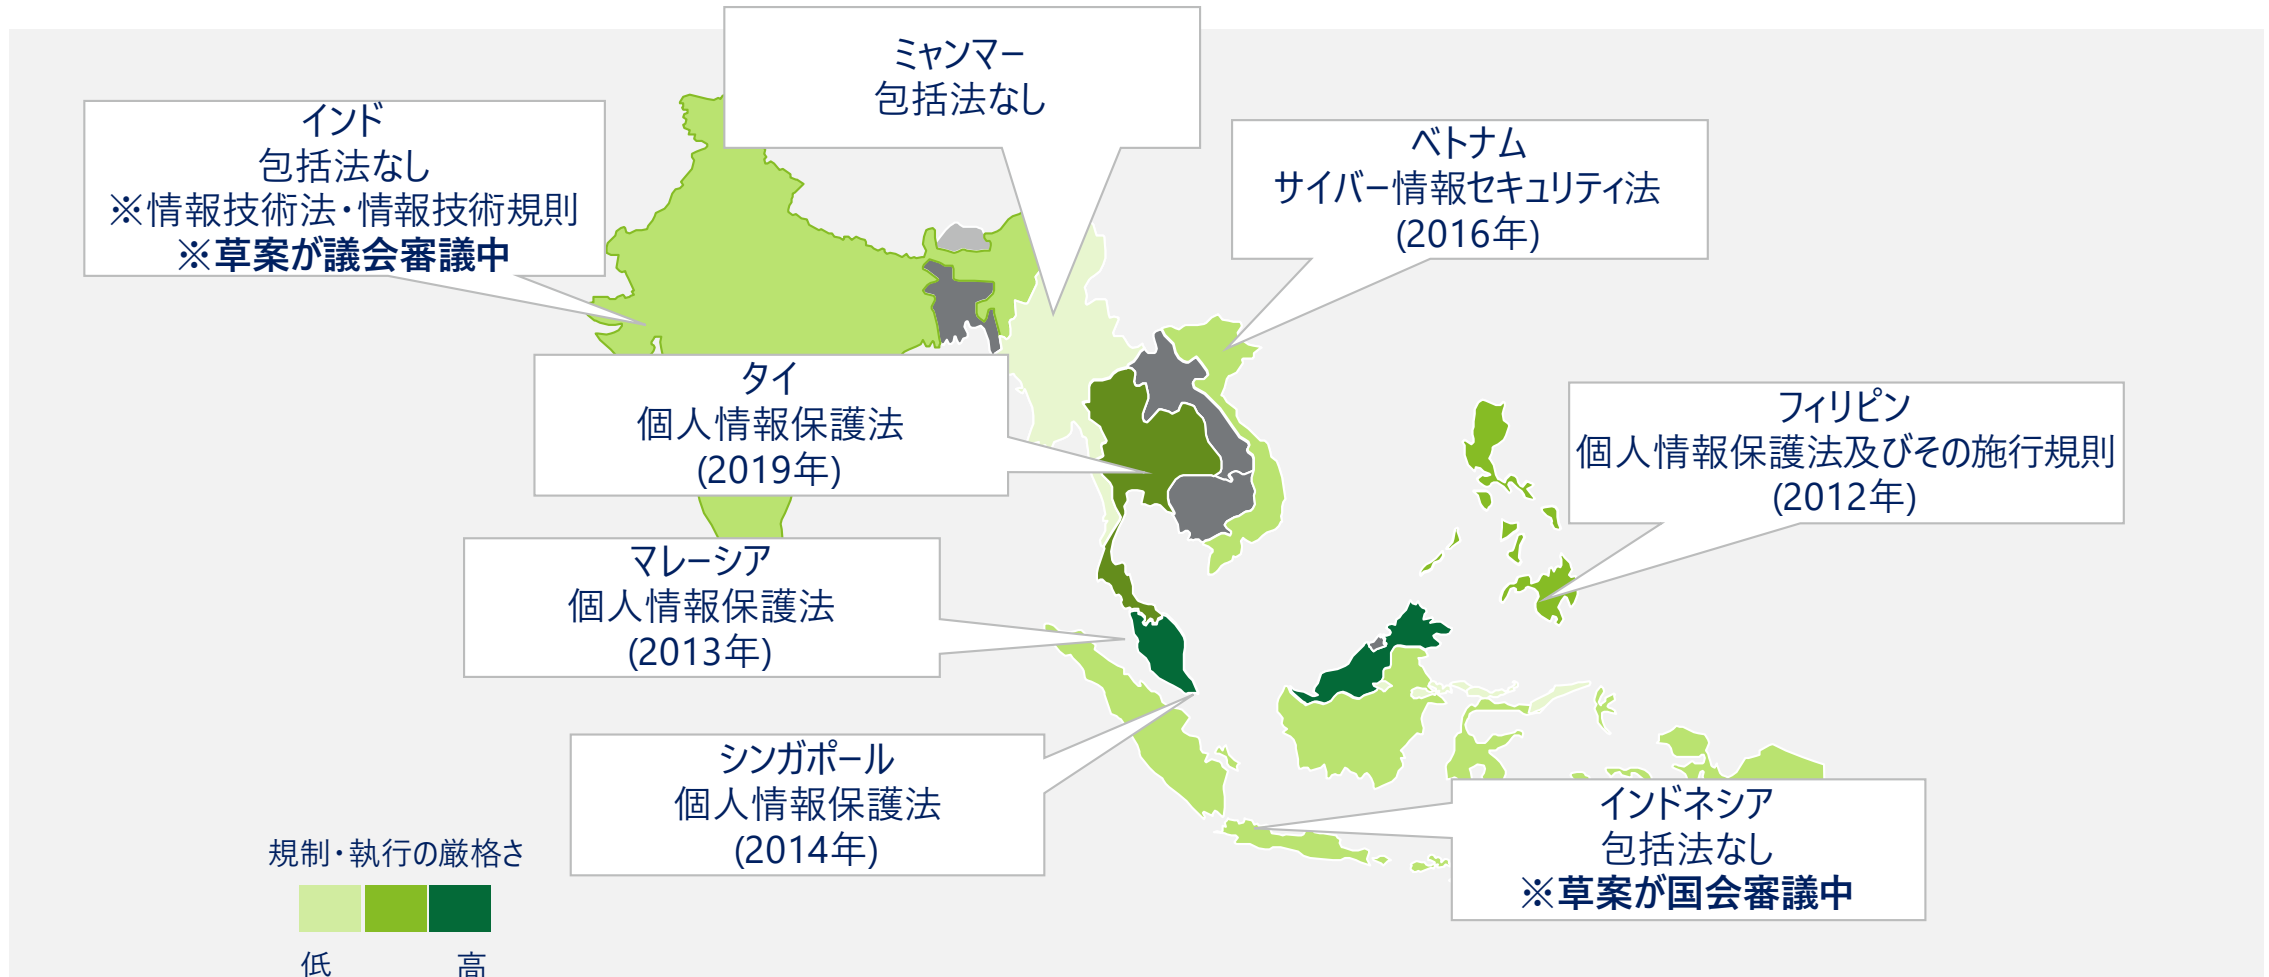 ミャンマー
包括法なし
インド
包括法なし
※情報技術法・情報技術規則
※草案が議会審議中
ベトナム
サイバー情報セキュリティ法
(2016年)
タイ
個人情報保護法
(2019年)
フィリピン
個人情報保護法及びその施行規則
(2012年)
マレーシア
個人情報保護法
(2013年)
シンガポール
個人情報保護法
(2014年)
インドネシア
包括法なし
※草案が国会審議中
規制・執行の厳格さ
低 高